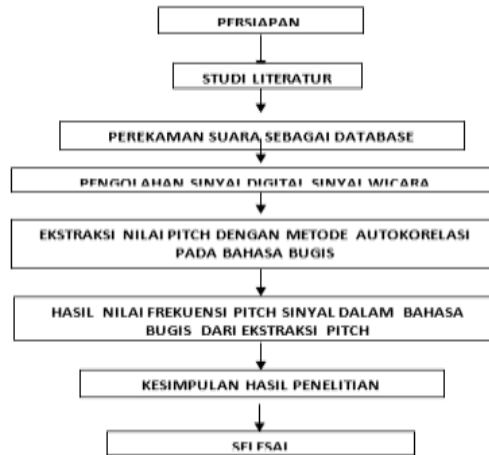 PERSIAPAN
STUDI LITERATUR
PEREKAMAN SUARA SEBAGAI DATABASE
PENGOLAHAN SINYAL DIGITAL SINYAL WICARA
EKSTRAKSI NILAI PITCH DENGAN METODE AUTOKORELASI
PADA BAHASA BUGIS
HASIL NILAI FREKUENSI PITCH SINYAL DALAM BAHASA
BUGIS DARI EKSTRAKSI PITCH
KESIMPULAN HASIL PENELITIAN
SELESAI